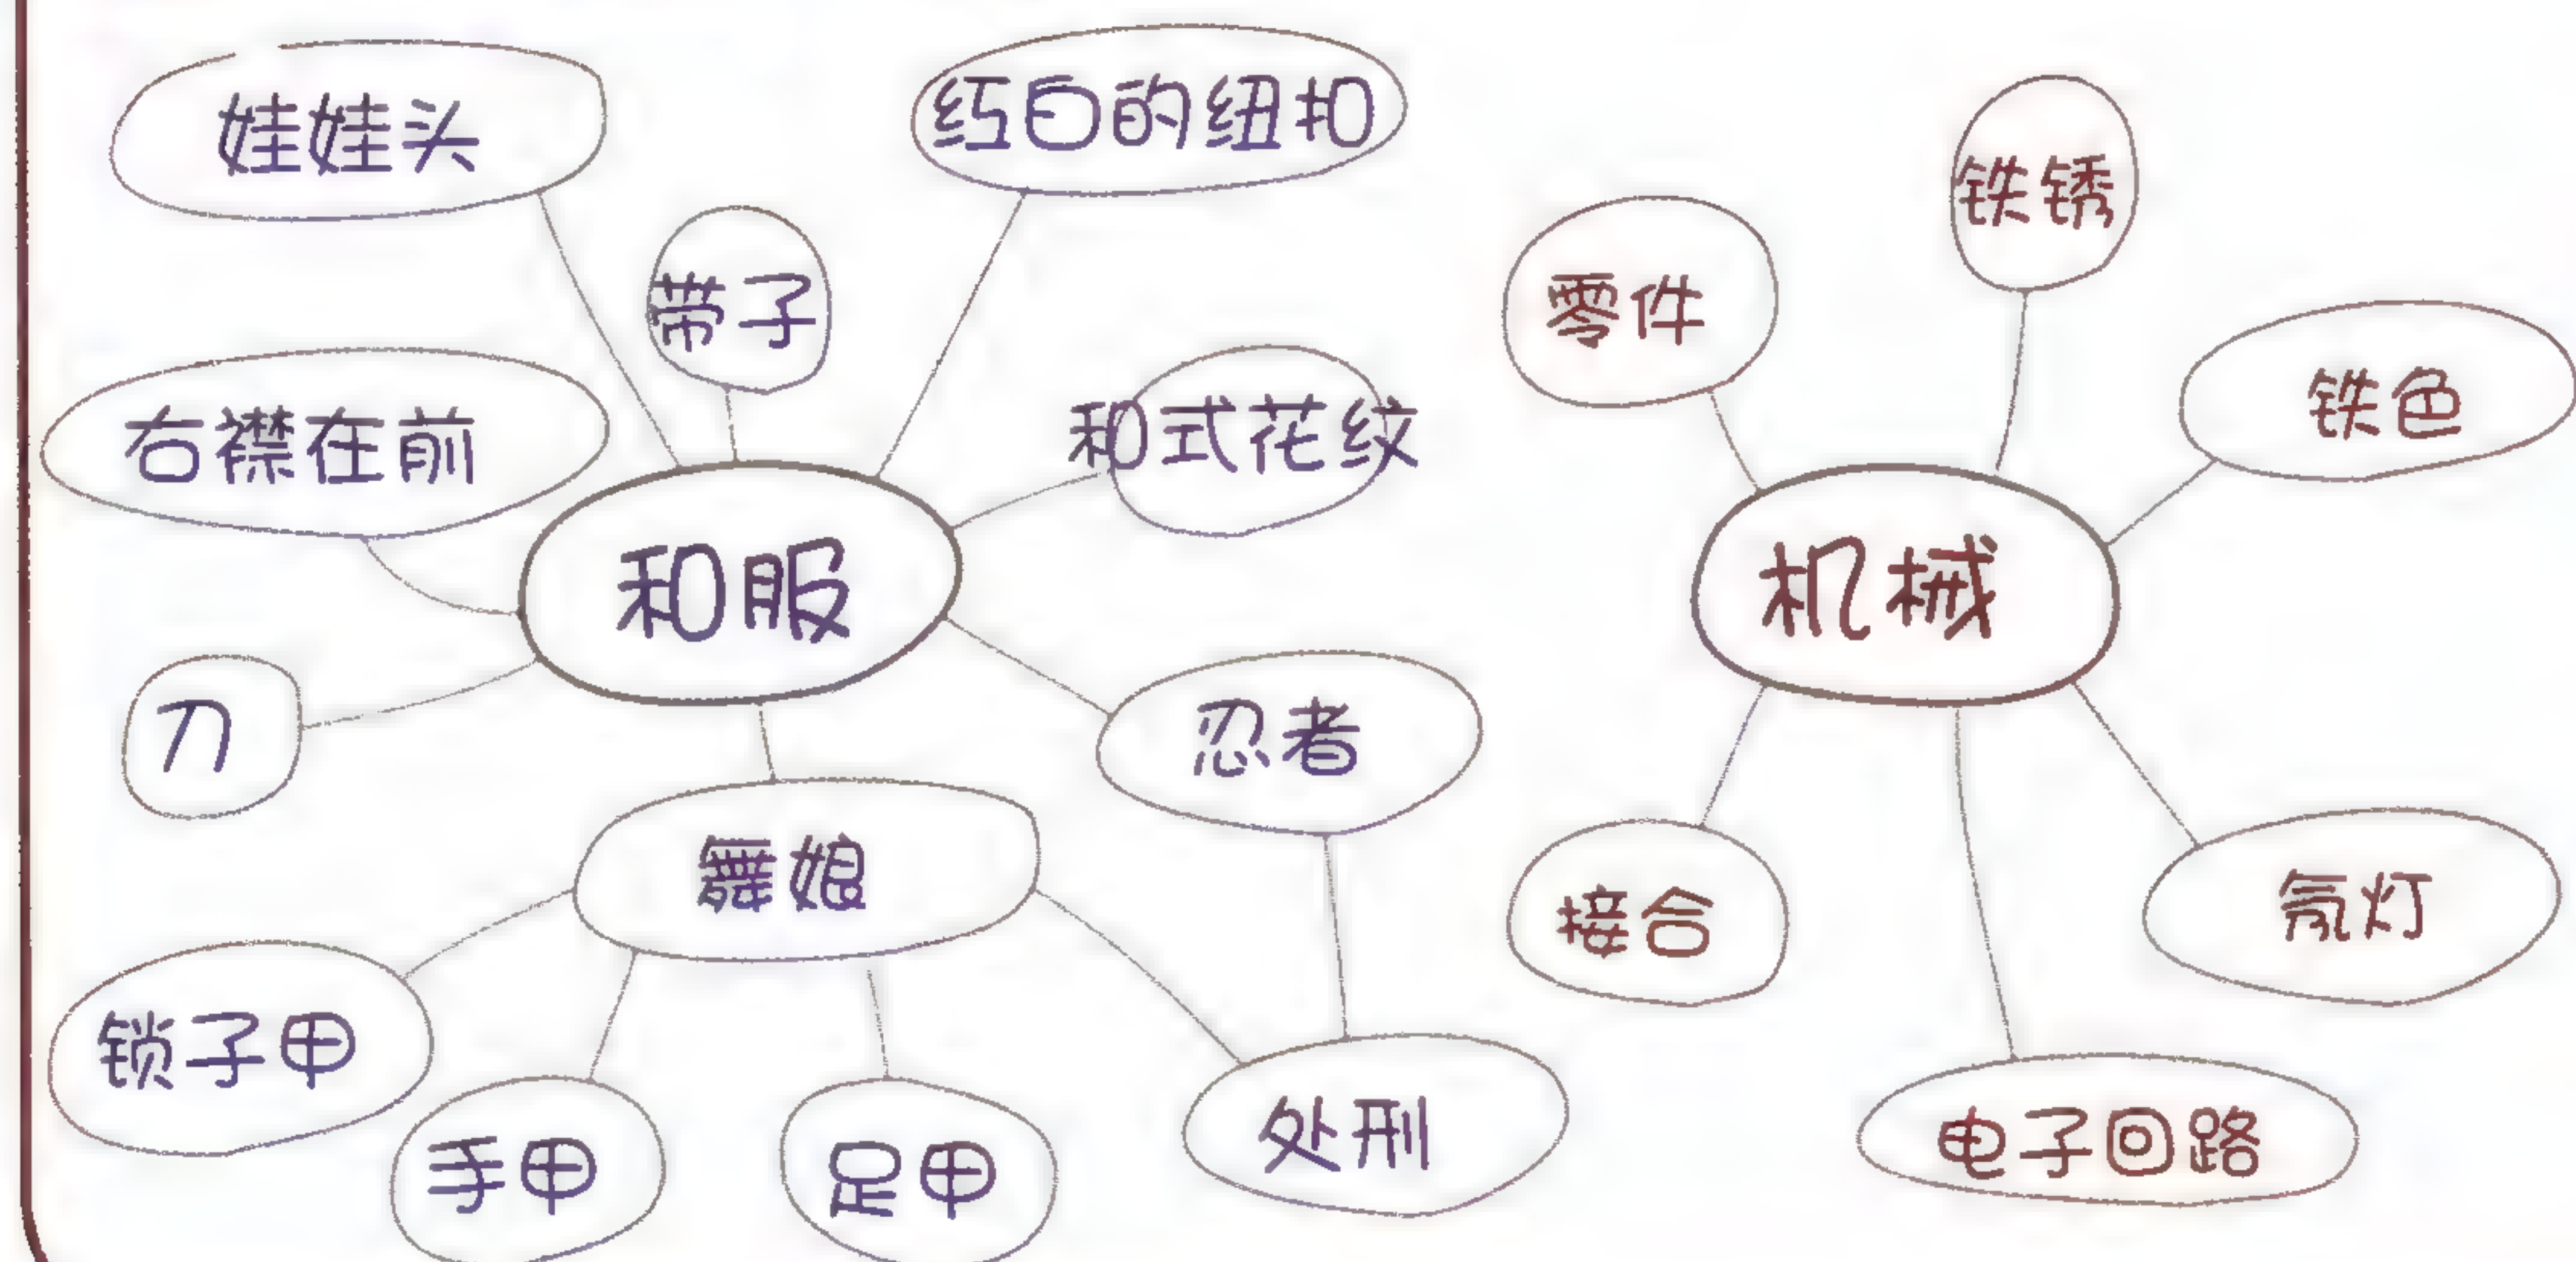 娃娃头
红白的纽扣
带子
右襟在前
和式花纹
和服
刀
忍者
舞娘
锁子甲
手甲
足甲
处刑
铁锈
零件
铁色
机械
接合
氖灯
电子回路